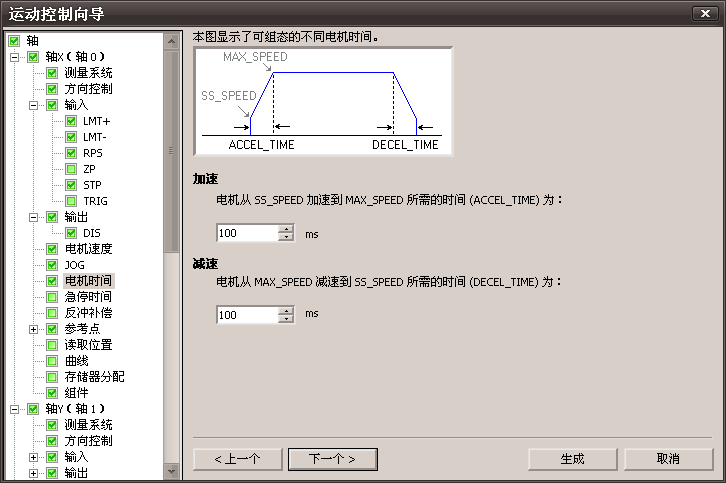 运动控制向导
轴
轴X ( 轴 0 )
测量系统
方向控制
输入
LMT+
LMT-
RPS
ZP
STP
TRIG
输出
DIS
电机速度
JOG
电机时间
急停时间
反冲补偿
参考点
读取位置
曲线
存储器分配
组件
轴Y ( 轴 1 )
测量系统
方向控制
输入
输出
本图显示了可组态的不同电机时间。
MAX_SPEED
SS_SPEED
ACCEL_TIME
DECEL_TIME
加速
电机从 SS_SPEED 加速到 MAX_SPEED 所需的时间 (ACCEL_TIME) 为：
100 ms
减速
电机从 MAX_SPEED 减速到 SS_SPEED 所需的时间 (DECEL_TIME) 为：
100 ms
< 上一个
下一个 >
生成
取消